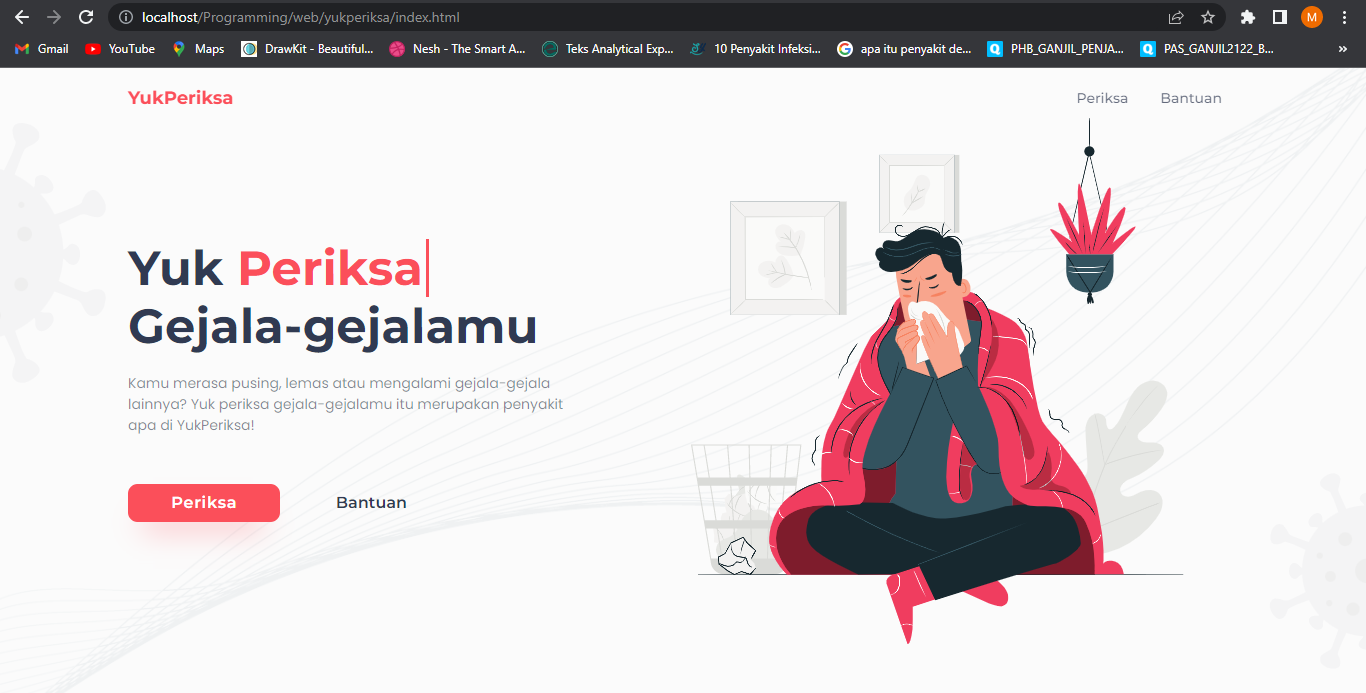 localhost/Programming/web/yukperiksa/index.html
M
Gmail
YouTube
Maps
DrawKit - Beautiful...
Nesh - The Smart A...
Teks Analytical Exp...
10 Penyakit Infeksi...
apa itu penyakit de...
PHB_GANJIL_PENJA...
PAS_GANJIL2122_B...
»
YukPeriksa
Periksa
Bantuan
Yuk Periksa
Gejala-gejalamu
Kamu merasa pusing, lemas atau mengalami gejala-gejala
lainnya? Yuk periksa gejala-gejalamu itu merupakan penyakit
apa di YukPeriksa!
Periksa
Bantuan